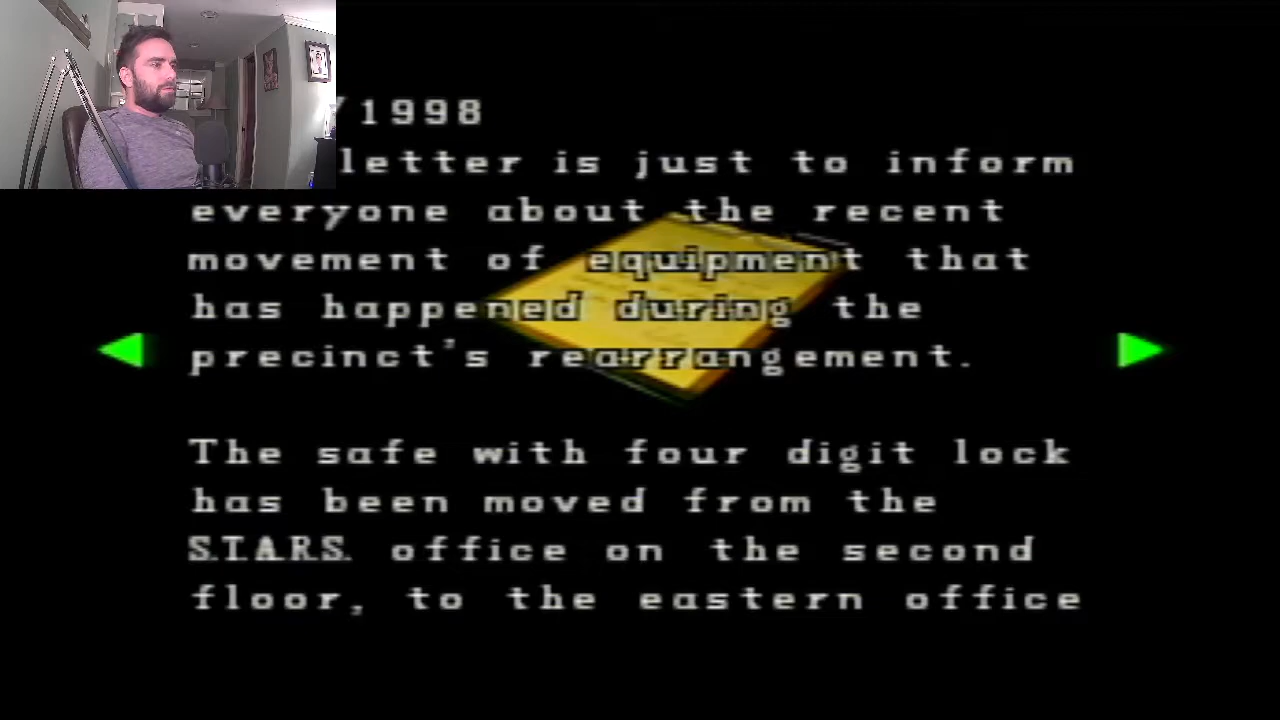 /1998
letter is just to inform
everyone about the recent
movement of equipment that
has happened during the
precinct's rearrangement.
The safe with four digit lock
has been moved from the
S.T.A.R.S. office on the second
floor, to the eastern office